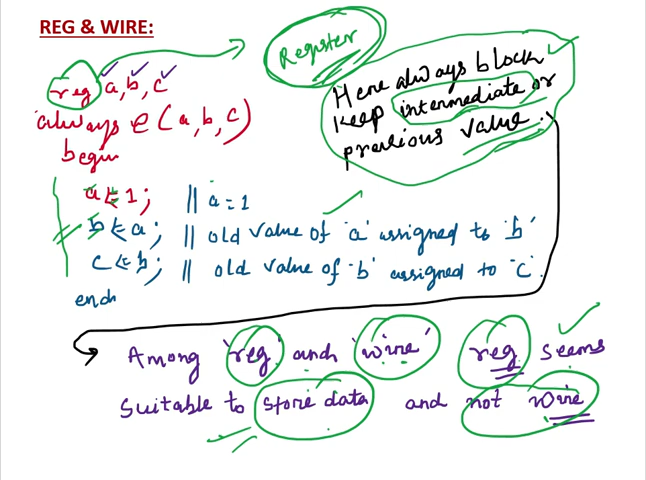 REG & WIRE:
Register
reg a, b, c
always @ (a, b, c)
begin
a <= 1; // a = 1
b <= a; // old value of 'a' assigned to 'b'
c <= b; // old value of 'b' assigned to 'c'.
end
Here always block
keep intermediate or
previous value.
Among 'reg' and 'wire' reg seems
suitable to store data and not wire